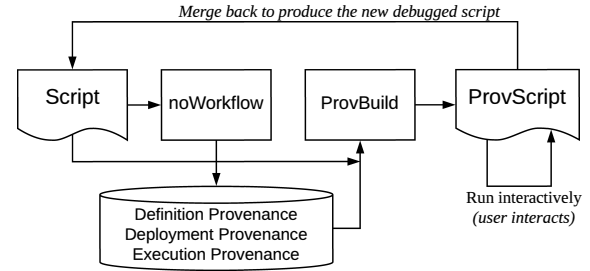 Merge back to produce the new debugged script
Script
noWorkflow
ProvBuild
ProvScript
Definition Provenance
Deployment Provenance
Execution Provenance
Run interactively
(user interacts)